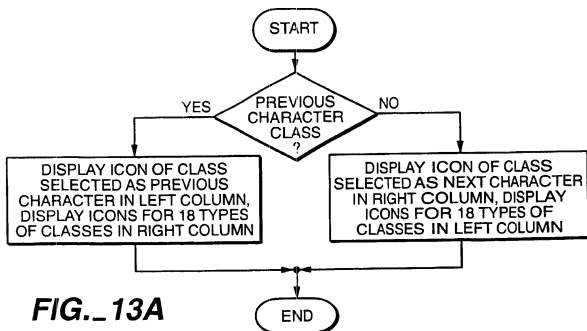 START
PREVIOUS
CHARACTER
CLASS
?
YES
NO
DISPLAY ICON OF CLASS
SELECTED AS PREVIOUS
CHARACTER IN LEFT COLUMN,
DISPLAY ICONS FOR 18 TYPES
OF CLASSES IN RIGHT COLUMN
DISPLAY ICON OF CLASS
SELECTED AS NEXT CHARACTER
IN RIGHT COLUMN, DISPLAY
ICONS FOR 18 TYPES OF
CLASSES IN LEFT COLUMN
END
FIG._13A